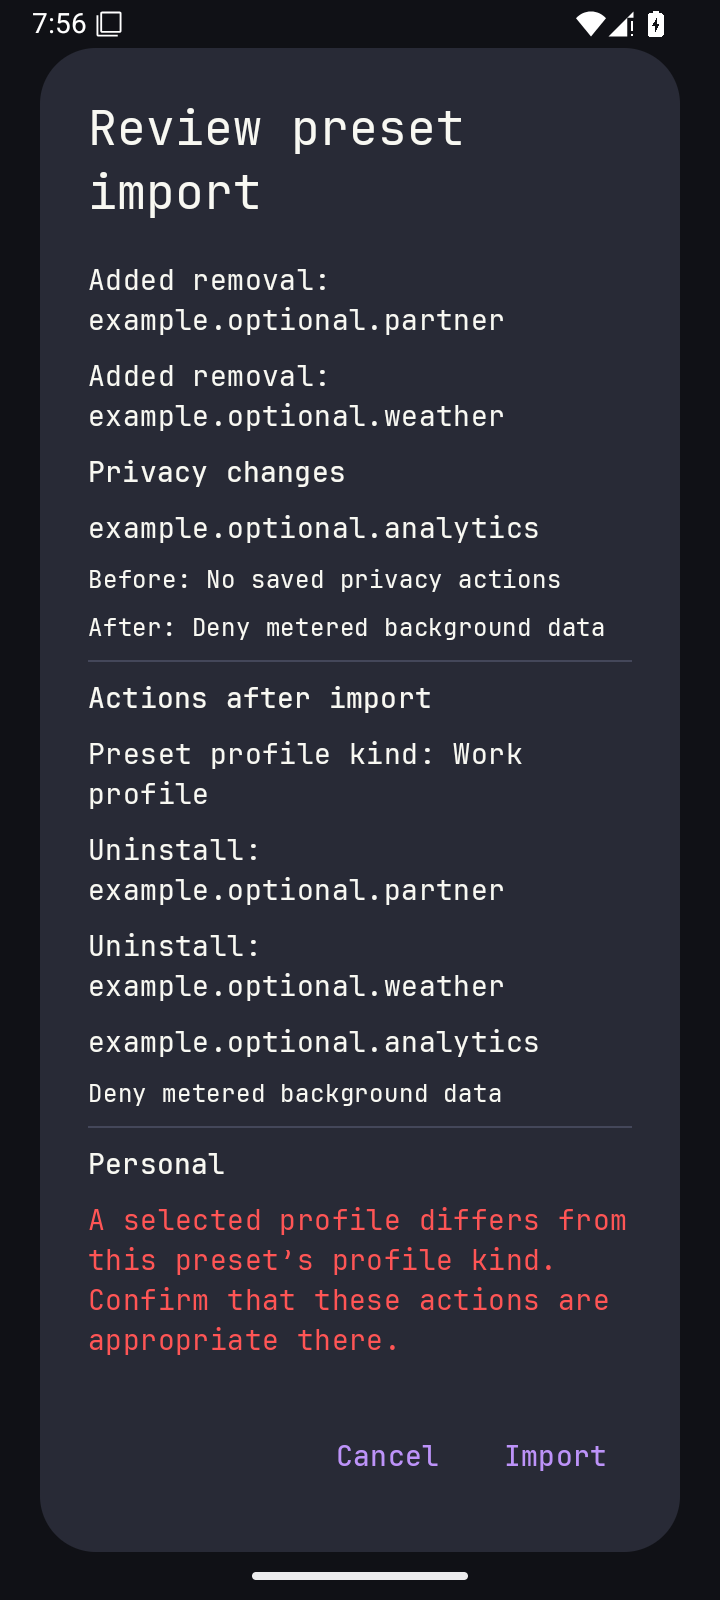 7:56
Review preset
import
Added removal:
example.optional.partner
Added removal:
example.optional.weather
Privacy changes
example.optional.analytics
Before: No saved privacy actions
After: Deny metered background data
Actions after import
Preset profile kind: Work
profile
Uninstall:
example.optional.partner
Uninstall:
example.optional.weather
example.optional.analytics
Deny metered background data
Personal
A selected profile differs from
this preset’s profile kind.
Confirm that these actions are
appropriate there.
Cancel Import